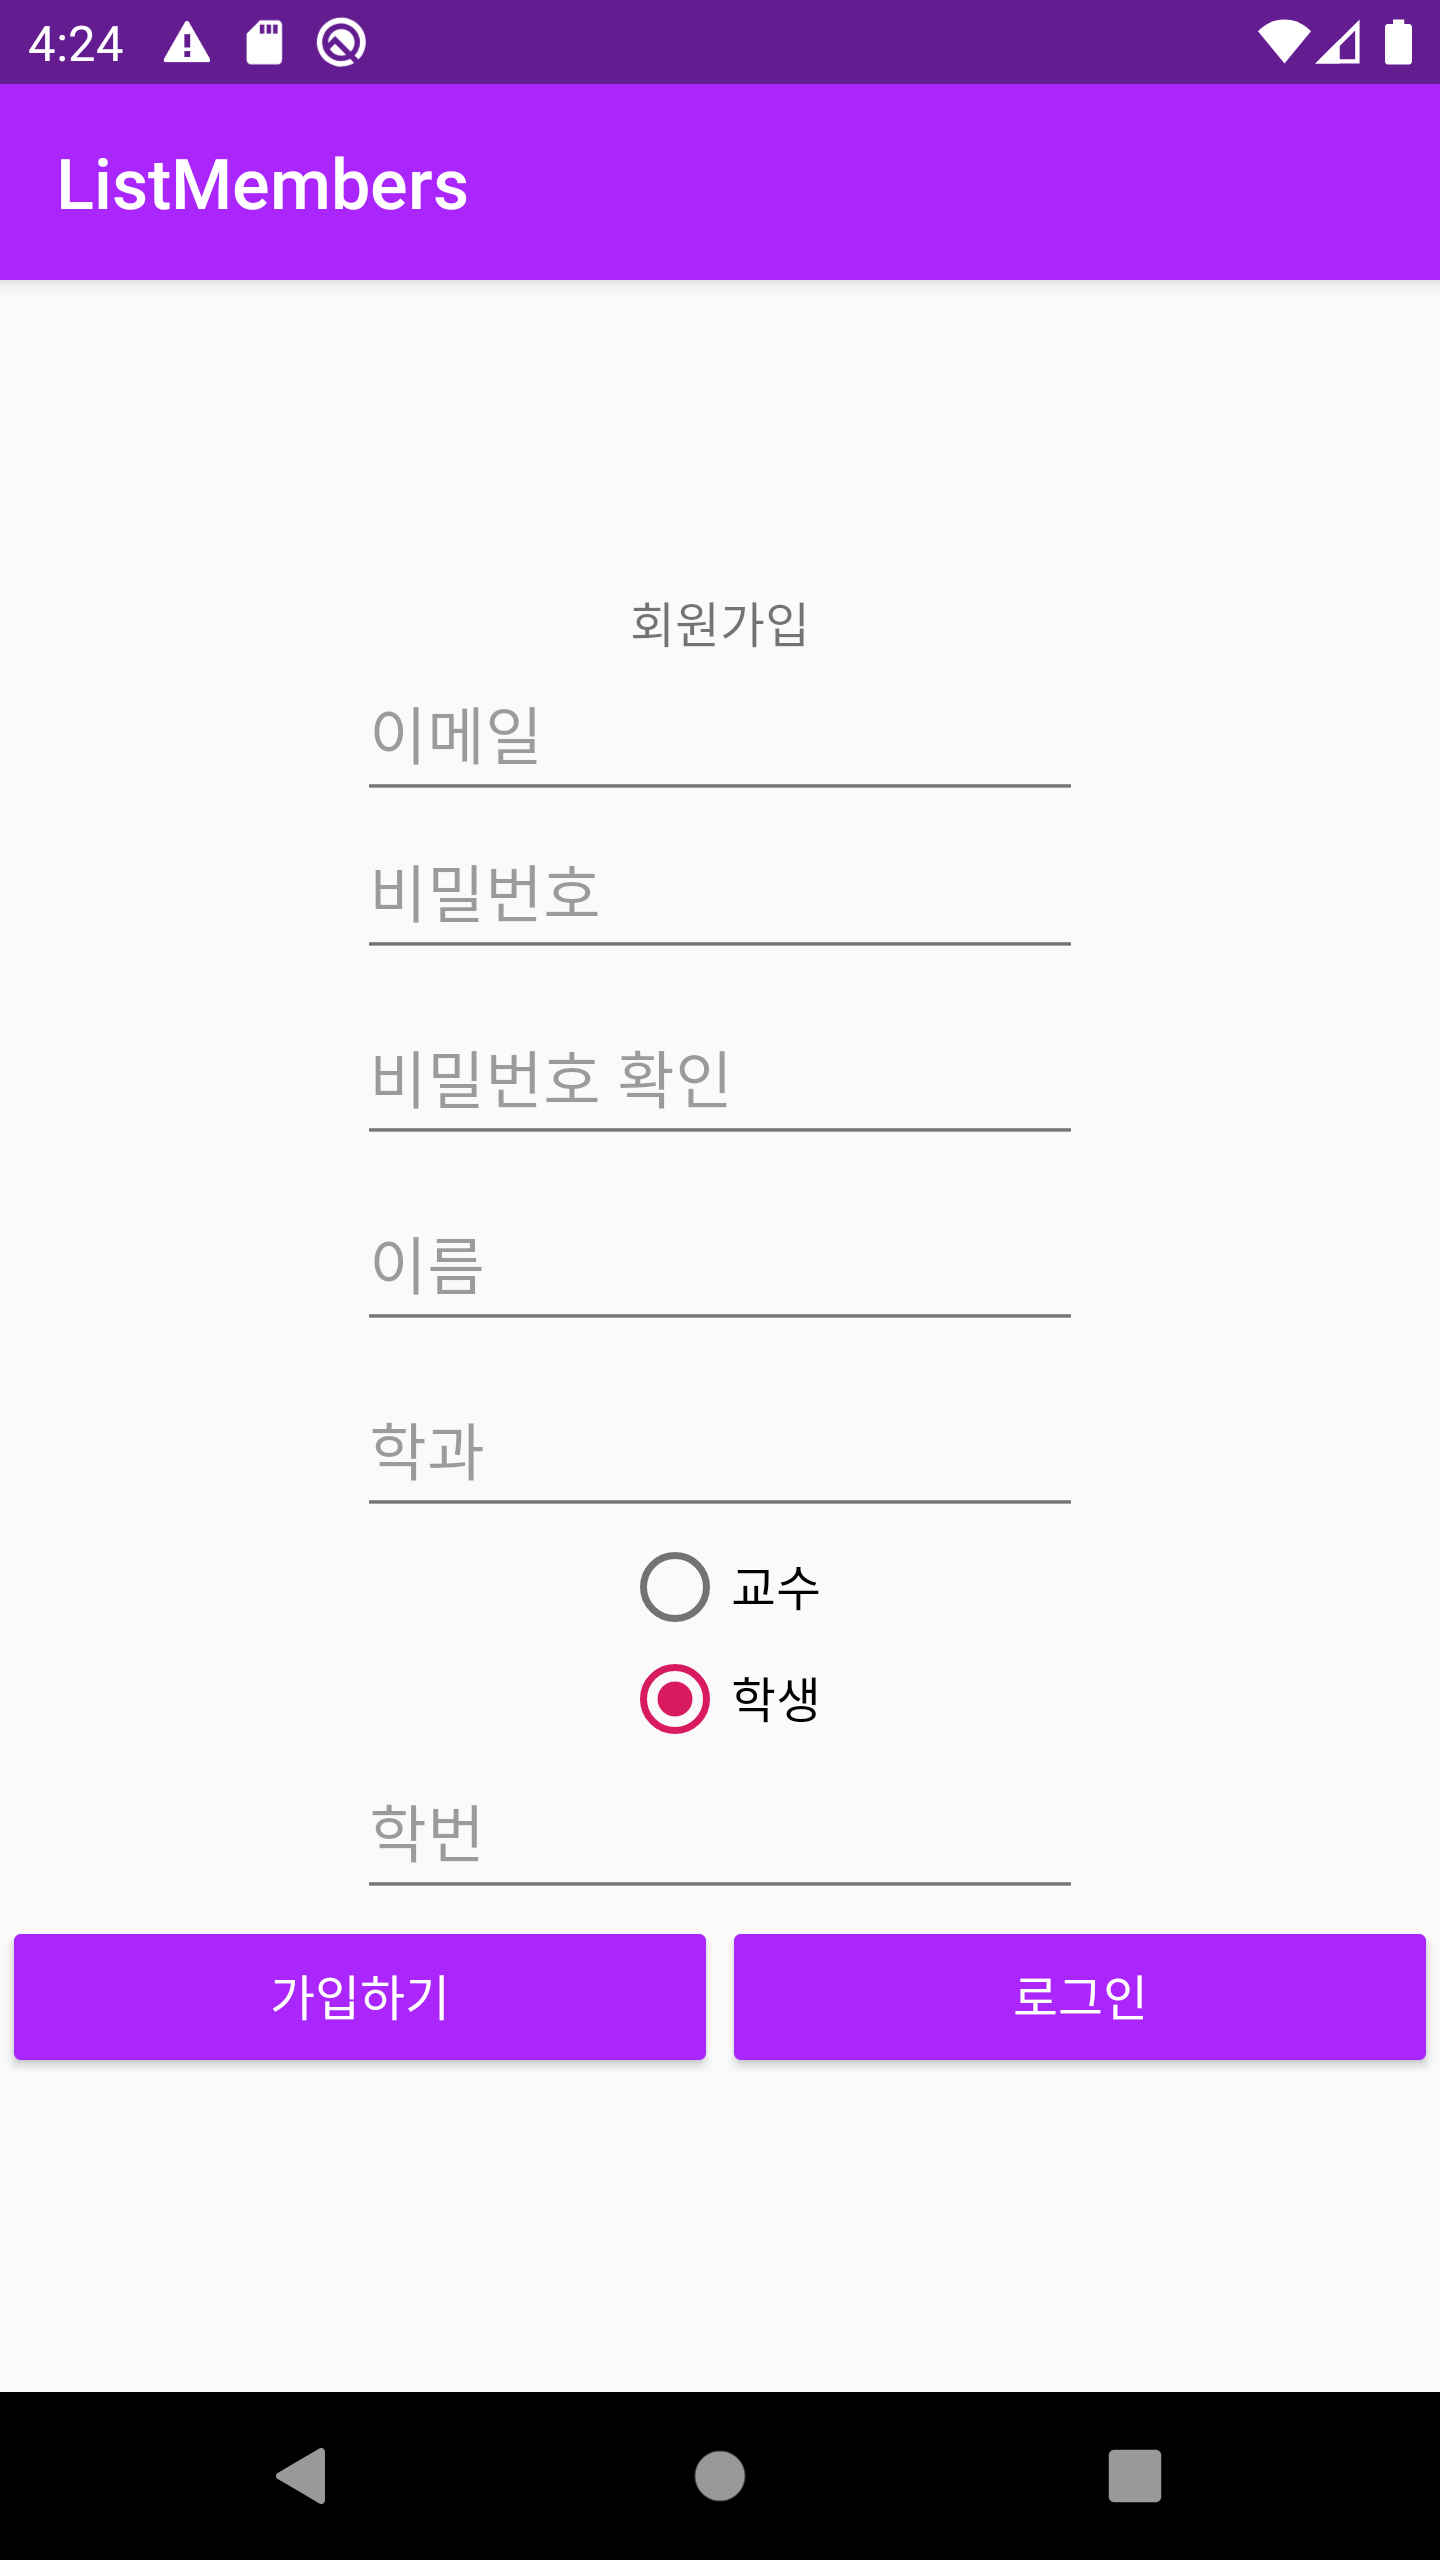 4:24
ListMembers
회원가입
이메일
비밀번호
비밀번호 확인
이름
학과
교수
학생
학번
가입하기
로그인